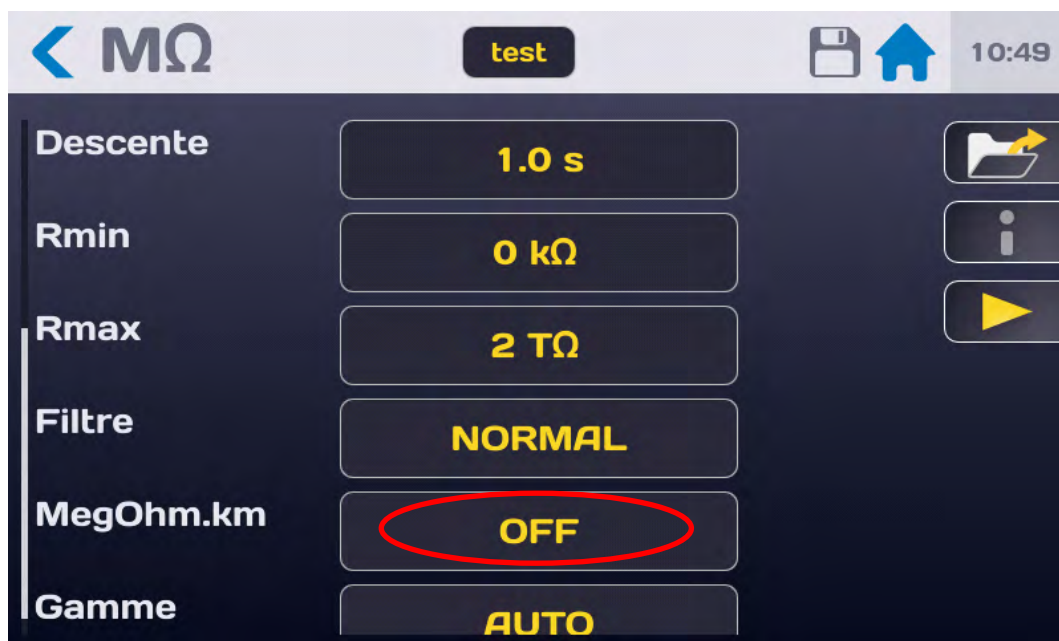 MΩ test 10:49
Descente 1.0 s
Rmin 0 kΩ
Rmax 2 TΩ
Filtre NORMAL
MegOhm.km OFF
Gamme AUTO